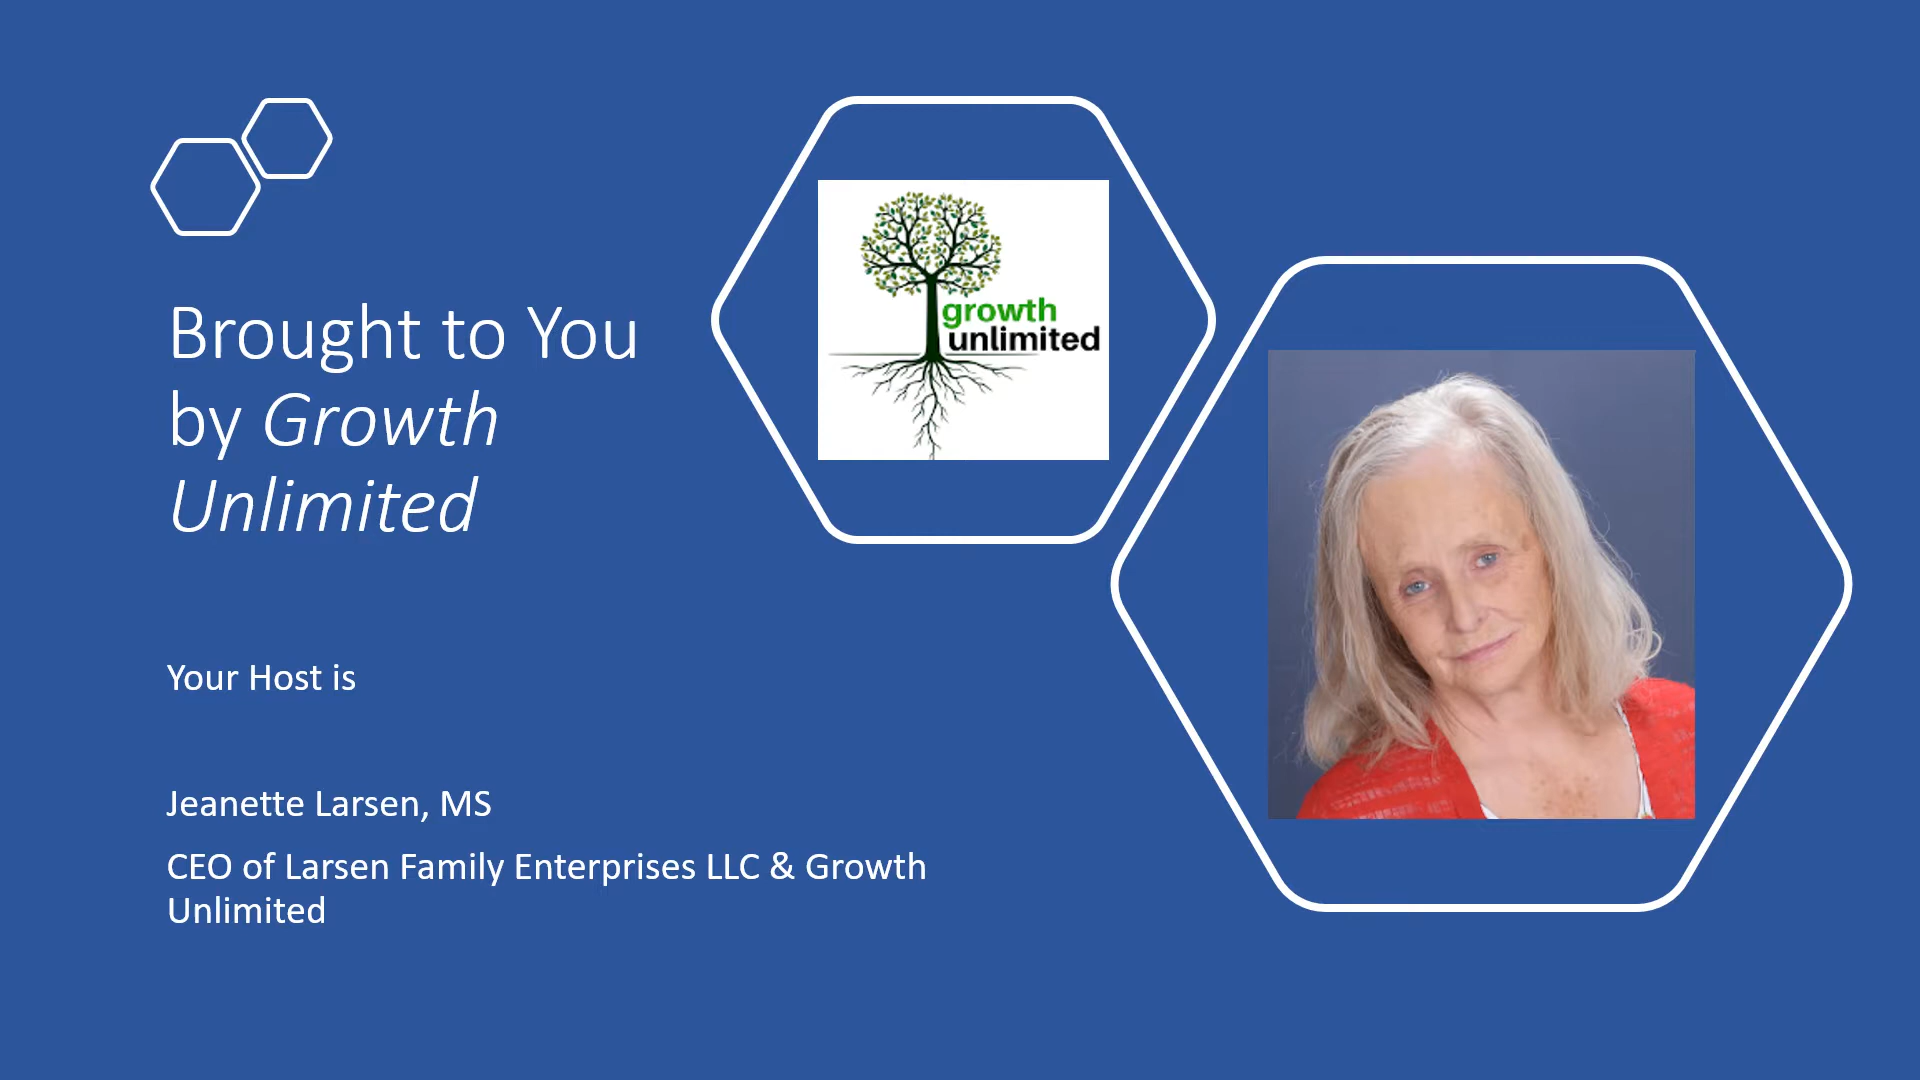 Brought to You
by Growth
Unlimited
growth
unlimited
Your Host is
Jeanette Larsen, MS
CEO of Larsen Family Enterprises LLC & Growth
Unlimited